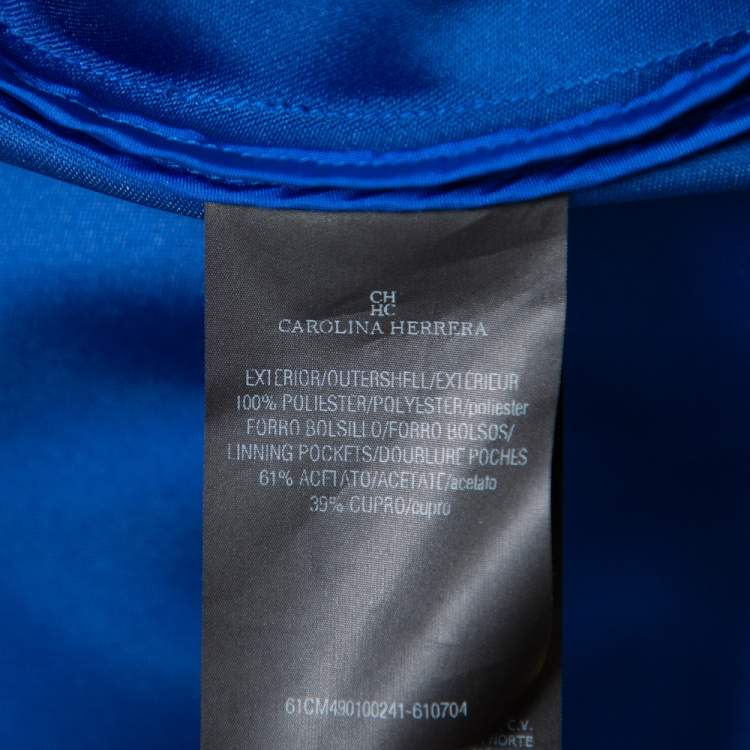 CH
HC
CAROLINA HERRERA
EXTERIOR/OUTERSHELL/EXTERIEUR
100% POLIESTER/POLYESTER/poliester
FORRO BOLSILLO/FORRO BOLSOS/
LINNING POCKETS/DOUBLURE POCHES
61% ACETATO/ACETATE/acetato
39% CUPRO/cupro
61CM490100241-610704
C.V.
NORTE